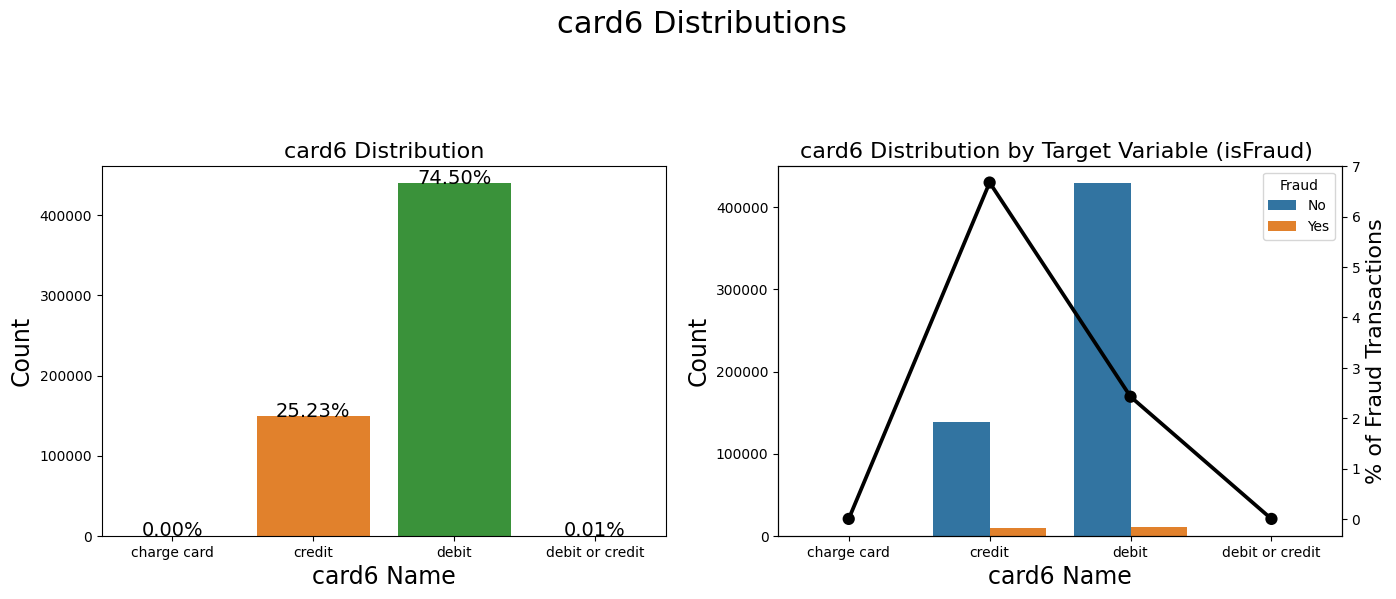 card6 Distributions
card6 Distribution
Count
400000
300000
200000
100000
0
0.00%
25.23%
74.50%
0.01%
charge card
credit
debit
debit or credit
card6 Name
card6 Distribution by Target Variable (isFraud)
Count
400000
300000
200000
100000
0
Fraud
No
Yes
7
6
5
4
3
2
1
0
% of Fraud Transactions
charge card
credit
debit
debit or credit
card6 Name